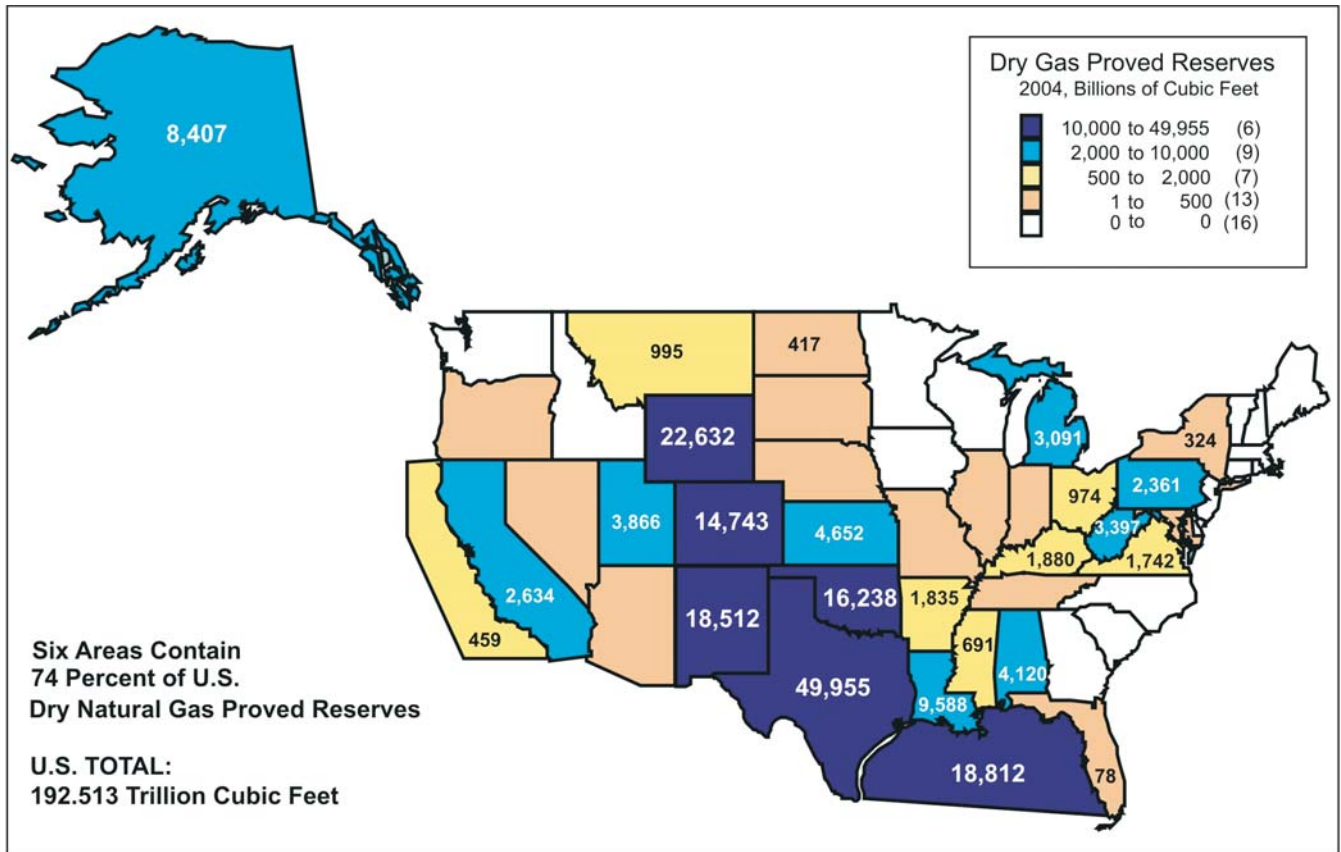 Dry Gas Proved Reserves
2004, Billions of Cubic Feet
10,000 to 49,955 (6)
2,000 to 10,000 (9)
500 to 2,000 (7)
1 to 500 (13)
0 to 0 (16)
8,407
995
417
22,632
3,091
324
974
2,361
3,866
14,743
4,652
3,397
1,880
1,742
2,634
18,512
16,238
1,835
459
691
4,120
49,955
9,588
18,812
78
Six Areas Contain
74 Percent of U.S.
Dry Natural Gas Proved Reserves
U.S. TOTAL:
192.513 Trillion Cubic Feet